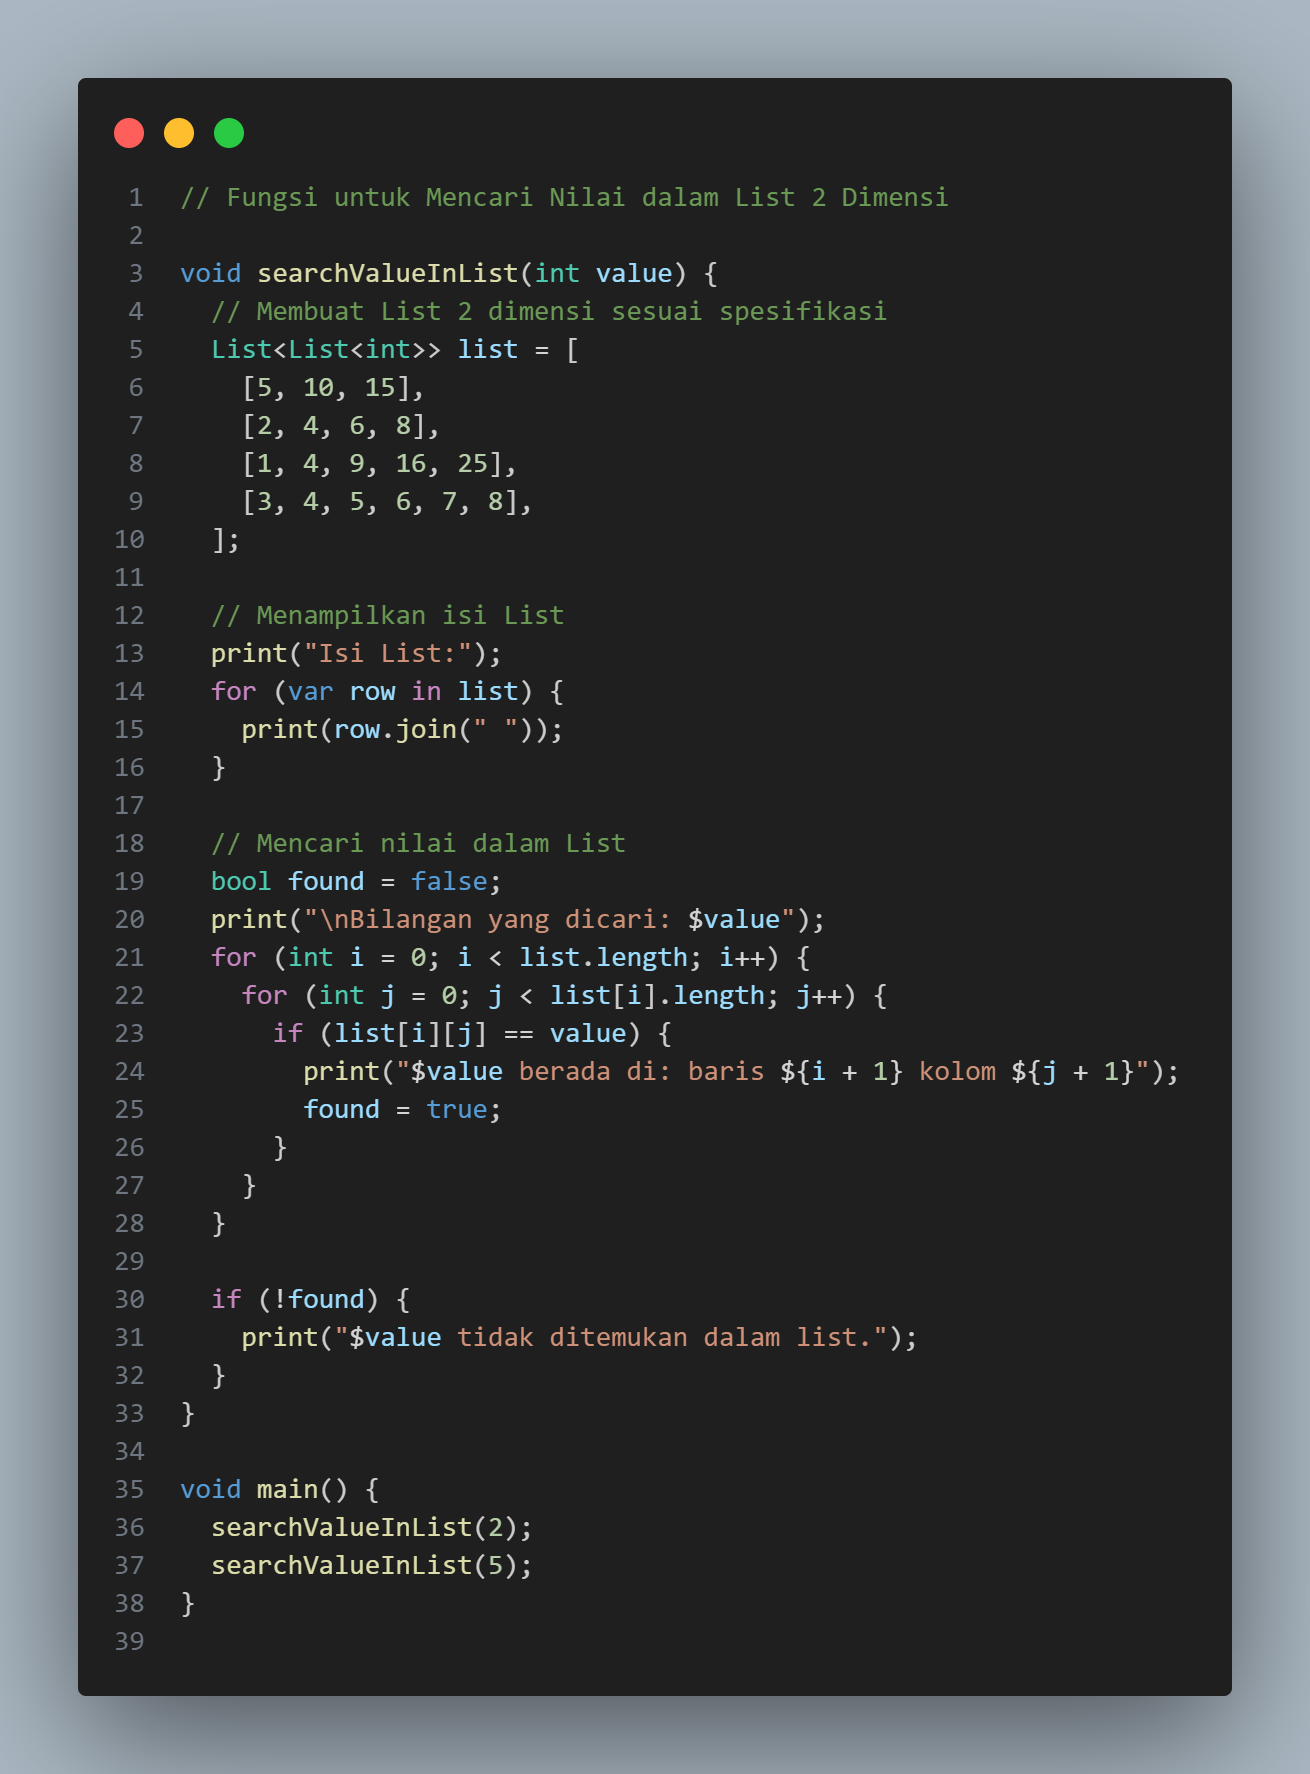 1 // Fungsi untuk Mencari Nilai dalam List 2 Dimensi
2
3 void searchValueInList(int value) {
4   // Membuat List 2 dimensi sesuai spesifikasi
5   List<List<int>> list = [
6     [5, 10, 15],
7     [2, 4, 6, 8],
8     [1, 4, 9, 16, 25],
9     [3, 4, 5, 6, 7, 8],
10   ];
11
12   // Menampilkan isi List
13   print("Isi List:");
14   for (var row in list) {
15     print(row.join(" "));
16   }
17
18   // Mencari nilai dalam List
19   bool found = false;
20   print("\nBilangan yang dicari: $value");
21   for (int i = 0; i < list.length; i++) {
22     for (int j = 0; j < list[i].length; j++) {
23       if (list[i][j] == value) {
24         print("$value berada di: baris ${i + 1} kolom ${j + 1}");
25         found = true;
26       }
27     }
28   }
29
30   if (!found) {
31     print("$value tidak ditemukan dalam list.");
32   }
33 }
34
35 void main() {
36   searchValueInList(2);
37   searchValueInList(5);
38 }
39